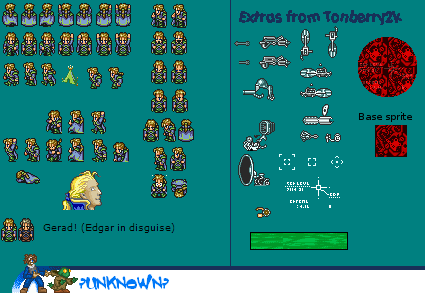 Extras from Tonberry2k
Base sprite
Gerad! (Edgar in disguise)
?UNKNOWN?